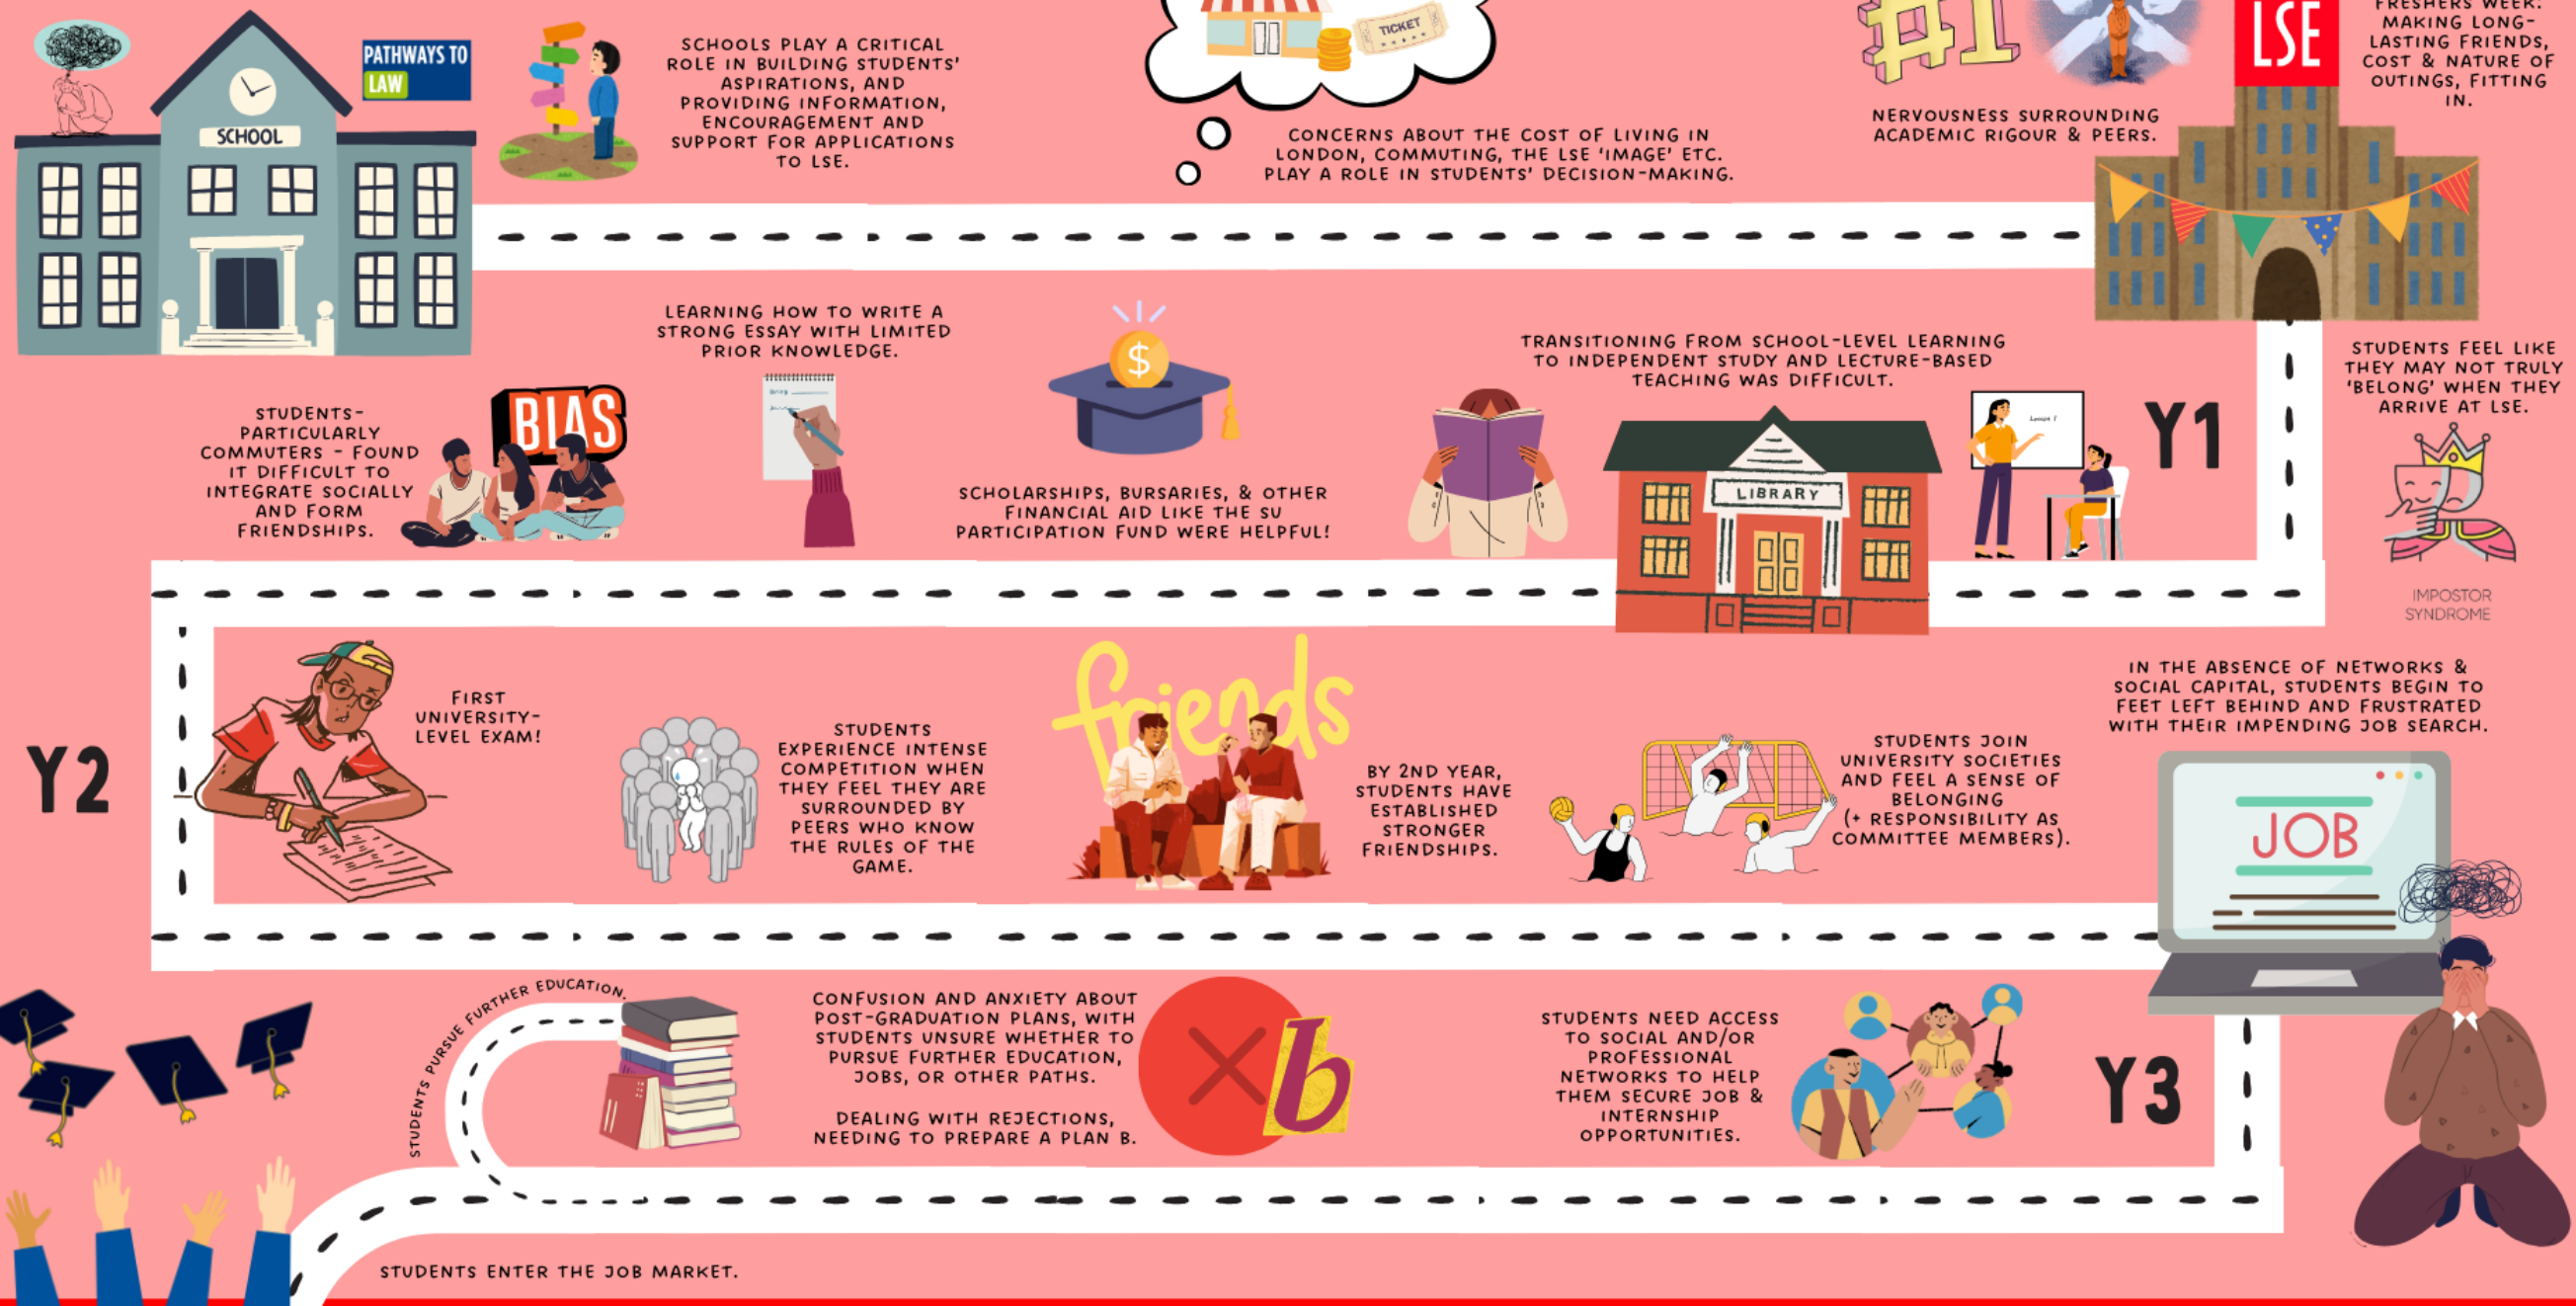 PATHWAYS TO
LAW
SCHOOL
SCHOOLS PLAY A CRITICAL
ROLE IN BUILDING STUDENTS'
ASPIRATIONS, AND
PROVIDING INFORMATION,
ENCOURAGEMENT AND
SUPPORT FOR APPLICATIONS
TO LSE.
TICKET
CONCERNS ABOUT THE COST OF LIVING IN
LONDON, COMMUTING, THE LSE 'IMAGE' ETC.
PLAY A ROLE IN STUDENTS' DECISION-MAKING.
#1
NERVOUSNESS SURROUNDING
ACADEMIC RIGOUR & PEERS.
LSE
FRESHERS WEEK:
MAKING LONG-
LASTING FRIENDS,
COST & NATURE OF
OUTINGS, FITTING
IN.
STUDENTS FEEL LIKE
THEY MAY NOT TRULY
'BELONG' WHEN THEY
ARRIVE AT LSE.
IMPOSTOR
SYNDROME
Y1
Lesson 1
TRANSITIONING FROM SCHOOL-LEVEL LEARNING
TO INDEPENDENT STUDY AND LECTURE-BASED
TEACHING WAS DIFFICULT.
LIBRARY
$
SCHOLARSHIPS, BURSARIES, & OTHER
FINANCIAL AID LIKE THE SU
PARTICIPATION FUND WERE HELPFUL!
LEARNING HOW TO WRITE A
STRONG ESSAY WITH LIMITED
PRIOR KNOWLEDGE.
BIAS
STUDENTS-
PARTICULARLY
COMMUTERS - FOUND
IT DIFFICULT TO
INTEGRATE SOCIALLY
AND FORM
FRIENDSHIPS.
Y2
FIRST
UNIVERSITY-
LEVEL EXAM!
STUDENTS
EXPERIENCE INTENSE
COMPETITION WHEN
THEY FEEL THEY ARE
SURROUNDED BY
PEERS WHO KNOW
THE RULES OF THE
GAME.
friends
BY 2ND YEAR,
STUDENTS HAVE
ESTABLISHED
STRONGER
FRIENDSHIPS.
STUDENTS JOIN
UNIVERSITY SOCIETIES
AND FEEL A SENSE OF
BELONGING
(+ RESPONSIBILITY AS
COMMITTEE MEMBERS).
IN THE ABSENCE OF NETWORKS &
SOCIAL CAPITAL, STUDENTS BEGIN TO
FEET LEFT BEHIND AND FRUSTRATED
WITH THEIR IMPENDING JOB SEARCH.
JOB
Y3
STUDENTS NEED ACCESS
TO SOCIAL AND/OR
PROFESSIONAL
NETWORKS TO HELP
THEM SECURE JOB &
INTERNSHIP
OPPORTUNITIES.
b
CONFUSION AND ANXIETY ABOUT
POST-GRADUATION PLANS, WITH
STUDENTS UNSURE WHETHER TO
PURSUE FURTHER EDUCATION,
JOBS, OR OTHER PATHS.
DEALING WITH REJECTIONS,
NEEDING TO PREPARE A PLAN B.
STUDENTS PURSUE FURTHER EDUCATION.
STUDENTS ENTER THE JOB MARKET.